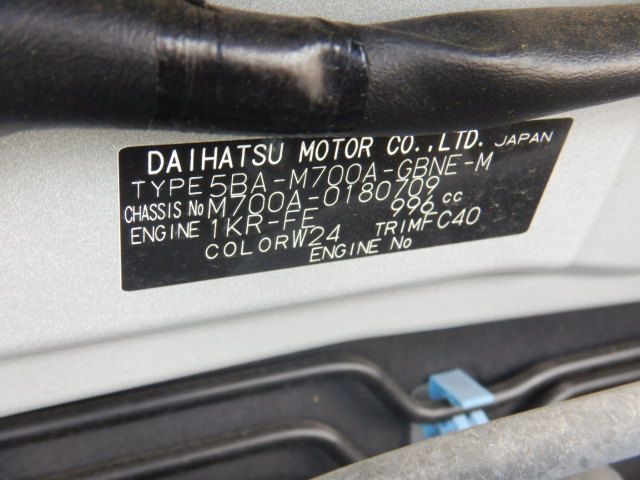 DAIHATSU MOTOR CO.,LTD. JAPAN
TYPE 5BA-M700A-GBNE-M
CHASSIS No M700A-0180709
ENGINE 1KR-FE 996 cc
COLOR W24 TRIM FC40
ENGINE No